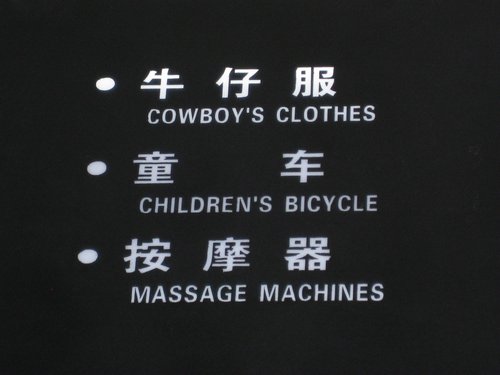 牛仔服
COWBOY'S CLOTHES
童车
CHILDREN'S BICYCLE
按摩器
MASSAGE MACHINES